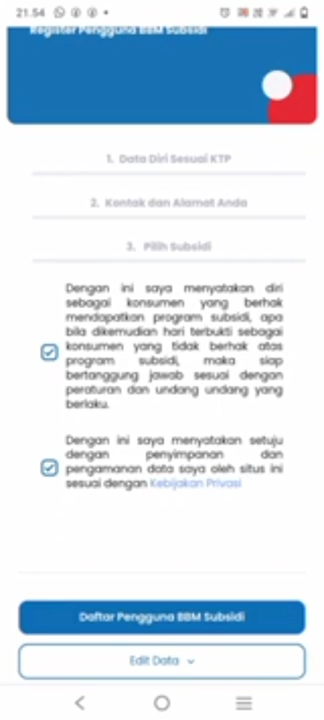 21.54
Register Pengguna BBM Subsidi
1. Data Diri Sesuai KTP
2. Kontak dan Alamat Anda
3. Pilih Subsidi
Dengan ini saya menyatakan diri
sebagai konsumen yang berhak
mendapatkan program subsidi, apa
bila dikemudian hari terbukti sebagai
konsumen yang tidak berhak atas
program subsidi, maka siap
bertanggung jawab sesuai dengan
peraturan dan undang undang yang
berlaku.
Dengan ini saya menyatakan setuju
dengan penyimpanan dan
pengamanan data saya oleh situs ini
sesuai dengan Kebijakan Privasi
Daftar Pengguna BBM Subsidi
Edit Data